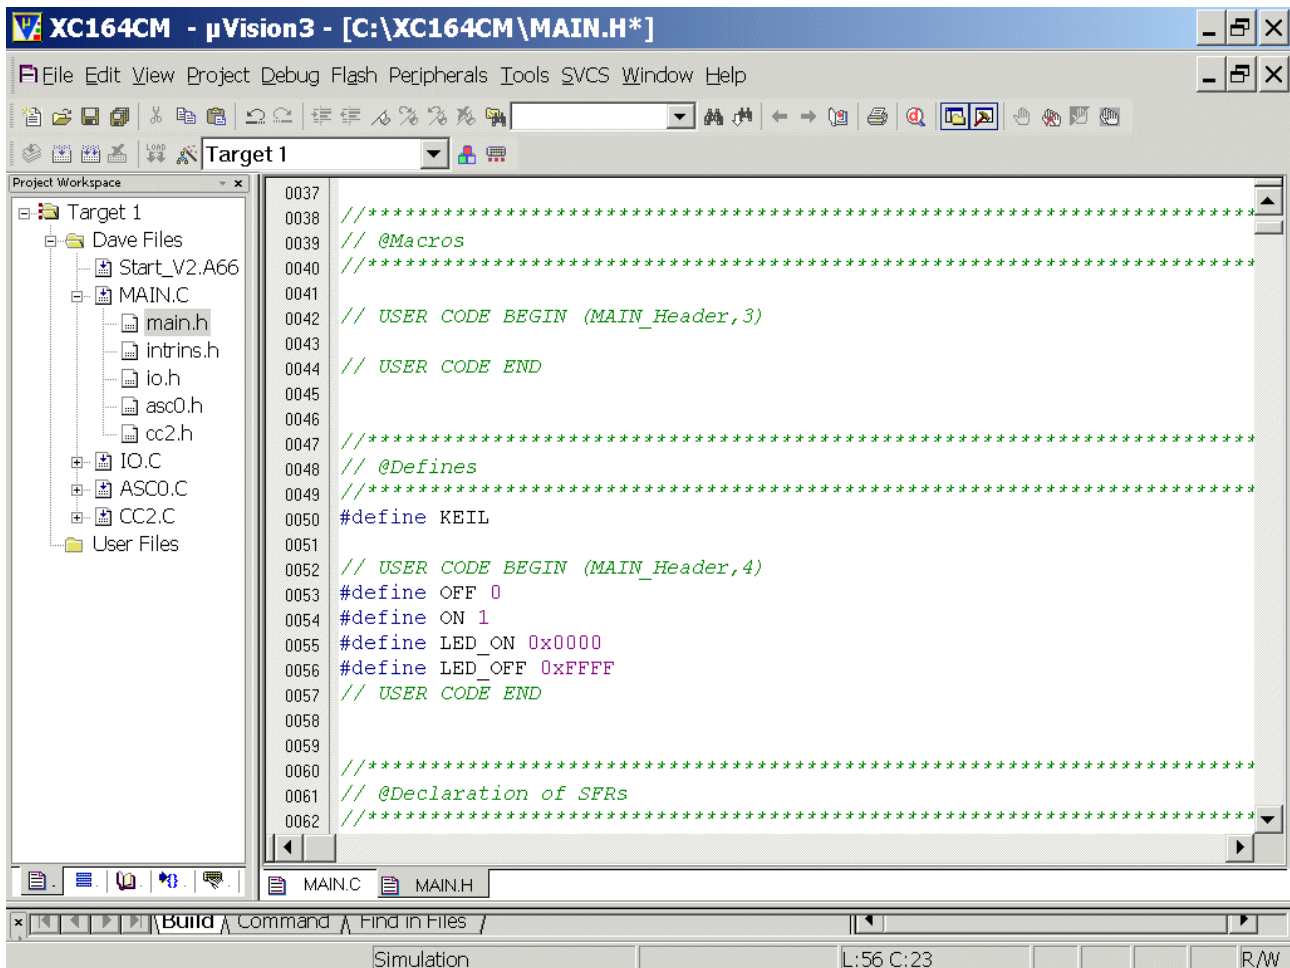 XC164CM - µVision3 - [C:\XC164CM\MAIN.H*]
File Edit View Project Debug Flash Peripherals Tools SVCS Window Help
LOAD Target 1
Project Workspace
Target 1
Dave Files
Start_V2.A66
MAIN.C
main.h
intrins.h
io.h
asc0.h
cc2.h
IO.C
ASC0.C
CC2.C
User Files
0037
0038 //*************************************************************************
0039 // @Macros
0040 //*************************************************************************
0041
0042 // USER CODE BEGIN (MAIN_Header,3)
0043
0044 // USER CODE END
0045
0046
0047 //*************************************************************************
0048 // @Defines
0049 //*************************************************************************
0050 #define KEIL
0051
0052 // USER CODE BEGIN (MAIN_Header,4)
0053 #define OFF 0
0054 #define ON 1
0055 #define LED_ON 0x0000
0056 #define LED_OFF 0xFFFF
0057 // USER CODE END
0058
0059
0060 //*************************************************************************
0061 // @Declaration of SFRs
0062 //*************************************************************************
MAIN.C MAIN.H
Build Command Find in Files
Simulation L:56 C:23 R/W